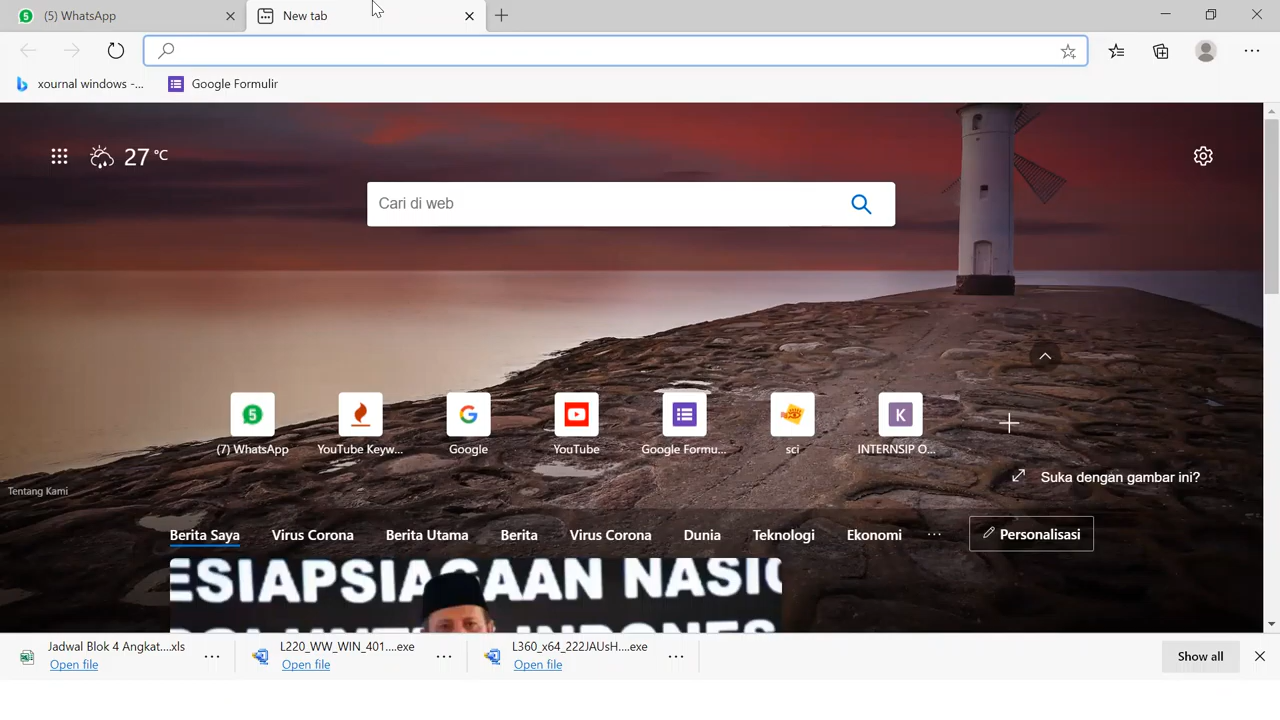 (5) WhatsApp
New tab
xournal windows -...
Google Formulir
27 °C
Cari di web
(7) WhatsApp
YouTube Keyw...
Google
YouTube
Google Formu...
sci
INTERNSIP O...
Suka dengan gambar ini?
Tentang Kami
Berita Saya
Virus Corona
Berita Utama
Berita
Virus Corona
Dunia
Teknologi
Ekonomi
...
Personalisasi
ESIAPSIAGAAN NASI
Jadwal Blok 4 Angkat....xls
Open file
L220_WW_WIN_401....exe
Open file
L360_x64_222JAUsH....exe
Open file
Show all